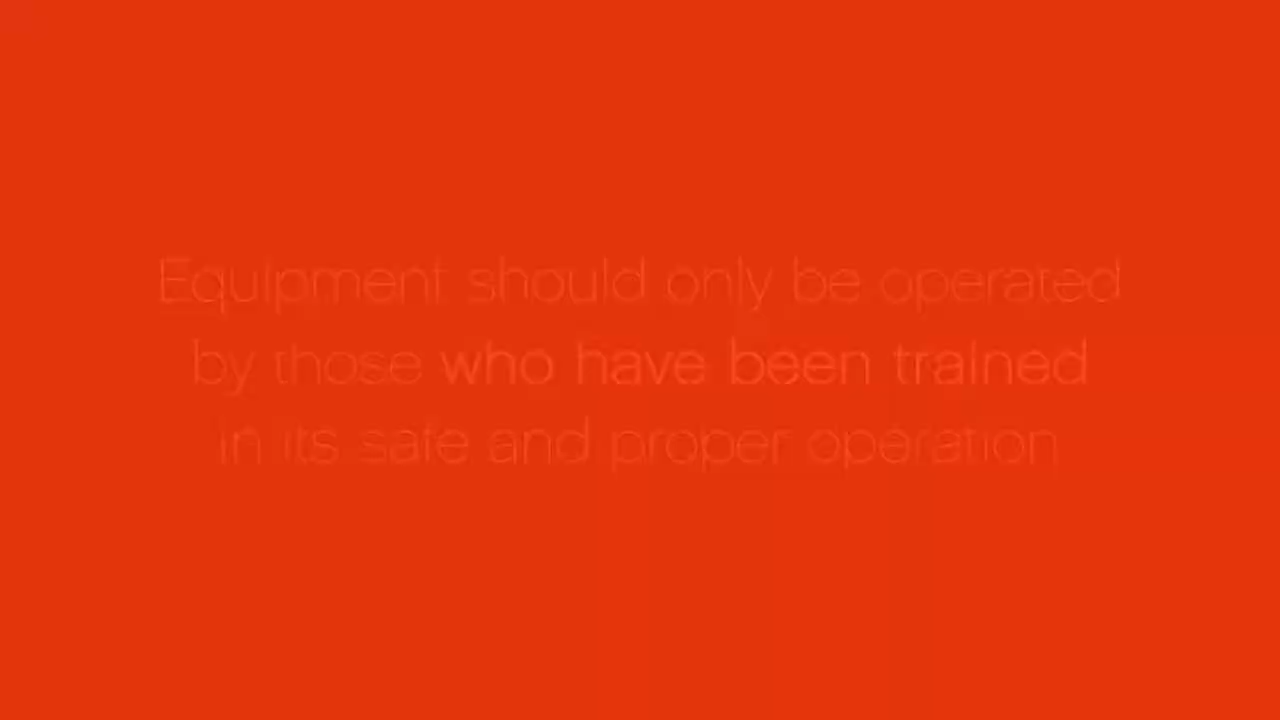 Equipment should only be operated
by those who have been trained
in its safe and proper operation